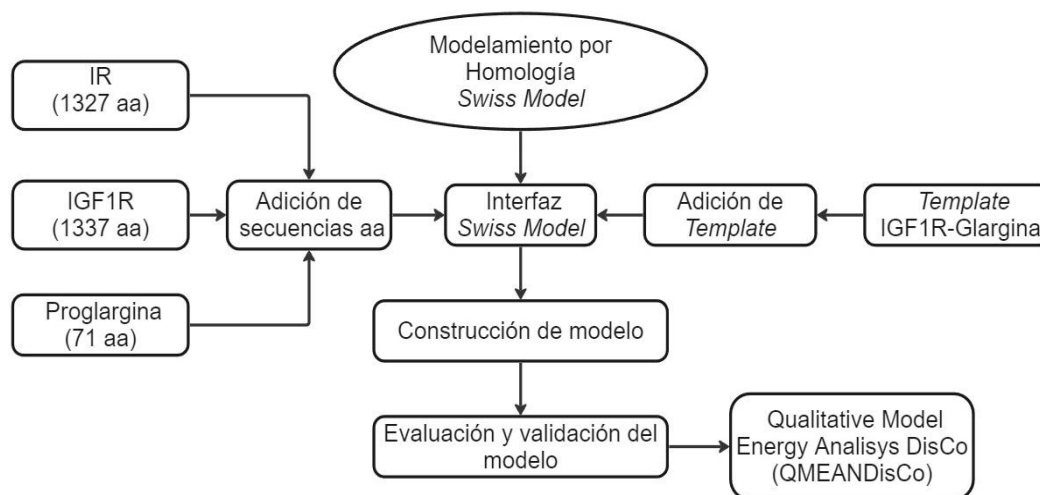 Modelamiento por
Homología
Swiss Model
IR
(1327 aa)
IGF1R
(1337 aa)
Proglargina
(71 aa)
Adición de
secuencias aa
Interfaz
Swiss Model
Adición de
Template
Template
IGF1R-Glargina
Construcción de modelo
Evaluación y validación del
modelo
Qualitative Model
Energy Analisys DisCo
(QMEANDisCo)